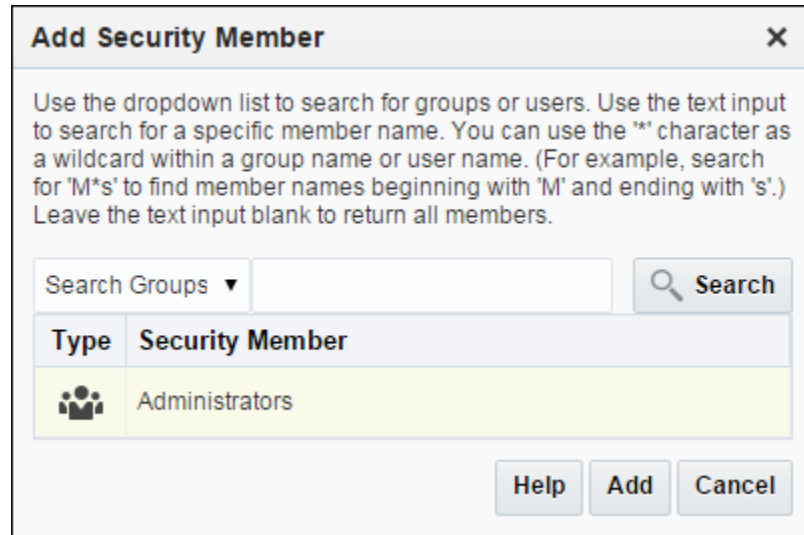 Add Security Member
Use the dropdown list to search for groups or users. Use the text input
to search for a specific member name. You can use the '*' character as
a wildcard within a group name or user name. (For example, search
for 'M*s' to find member names beginning with 'M' and ending with 's'.)
Leave the text input blank to return all members.
Search Groups Search
Type Security Member
Administrators
Help Add Cancel